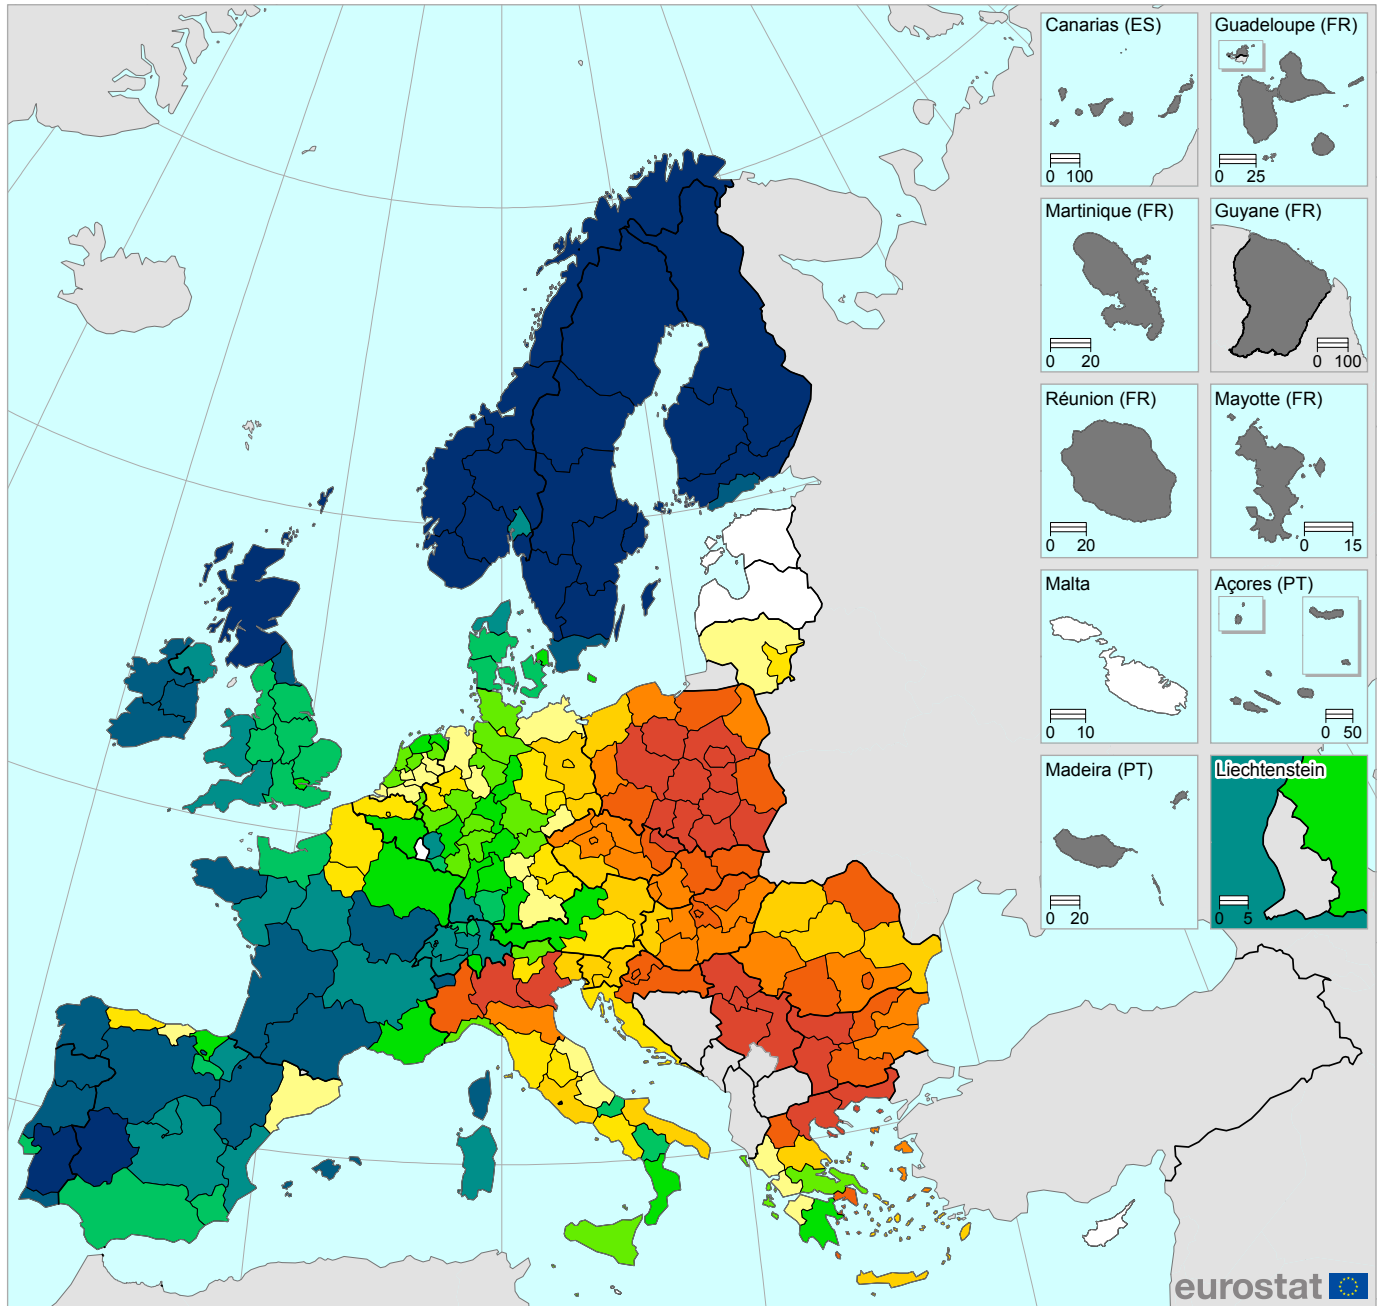 Canarias (ES)
0 100
Guadeloupe (FR)
0 25
Martinique (FR)
0 20
Guyane (FR)
0 100
Réunion (FR)
0 20
Mayotte (FR)
0 15
Malta
0 10
Açores (PT)
0 50
Madeira (PT)
0 20
Liechtenstein
0 5
eurostat